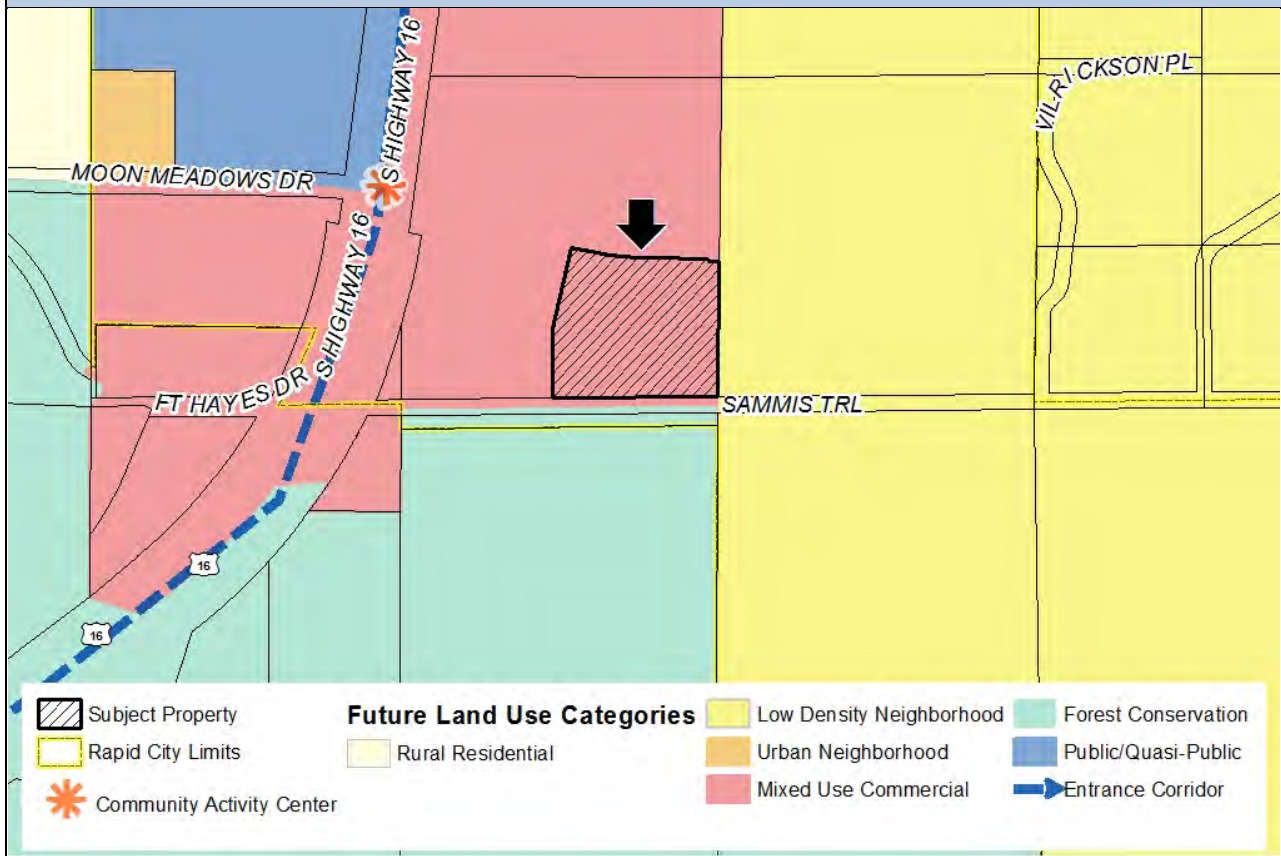 S HIGHWAY 16
VILRICKSON PL
MOON MEADOWS DR
S HIGHWAY 16
FT HAYES DR
SAMMIS TRL
16
16
Subject Property
Rapid City Limits
Community Activity Center
Future Land Use Categories
Rural Residential
Low Density Neighborhood
Urban Neighborhood
Mixed Use Commercial
Forest Conservation
Public/Quasi-Public
Entrance Corridor